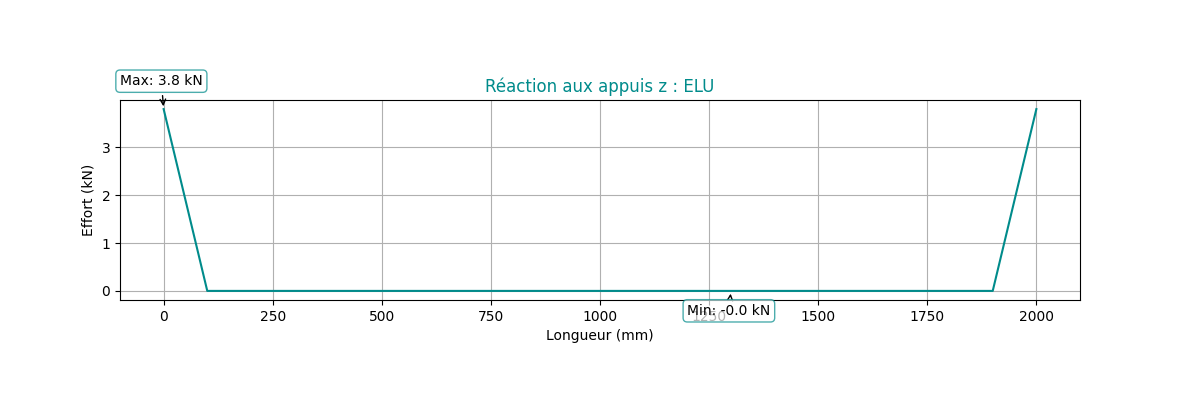 Max: 3.8 kN
Réaction aux appuis z : ELU
3
2
1
0
Effort (kN)
Min: -0.0 kN
0 250 500 750 1000 1250 1500 1750 2000
Longueur (mm)